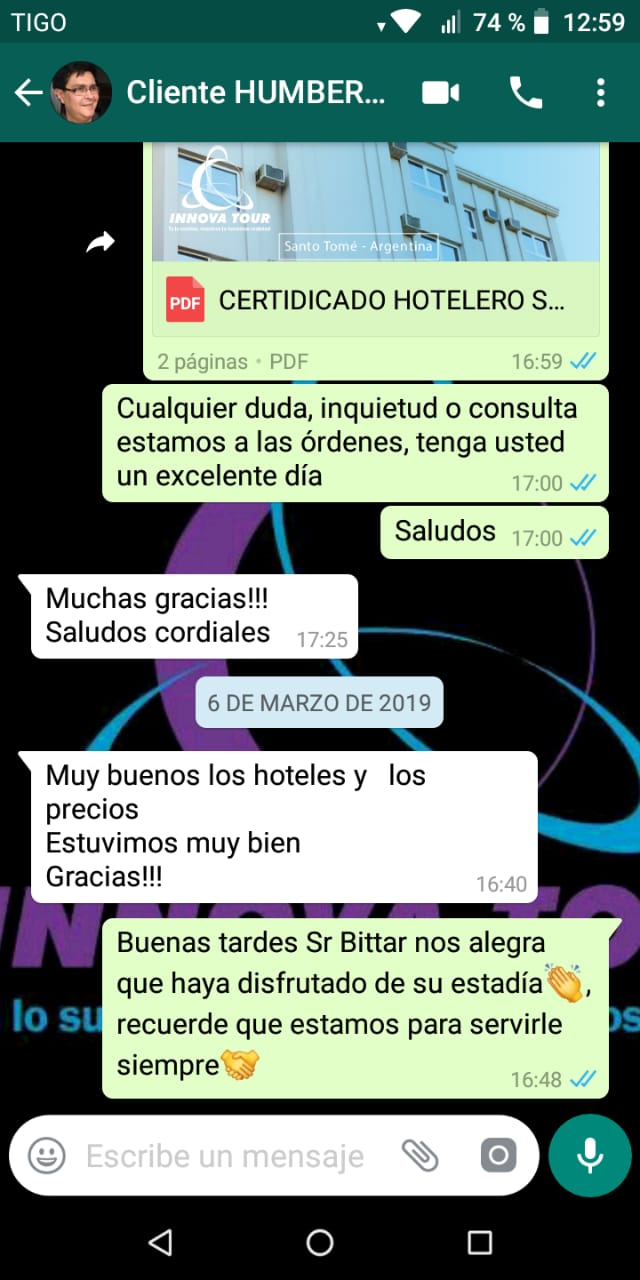 TIGO 74 % 12:59
Cliente HUMBER...
INNOVA TOUR
Santo Tomé - Argentina
PDF CERTIDICADO HOTELERO S...
2 páginas • PDF 16:59
Cualquier duda, inquietud o consulta
estamos a las órdenes, tenga usted
un excelente día 17:00
Saludos 17:00
Muchas gracias!!!
Saludos cordiales 17:25
6 DE MARZO DE 2019
Muy buenos los hoteles y   los
precios
Estuvimos muy bien
Gracias!!! 16:40
INNOVA TO
Buenas tardes Sr Bittar nos alegra
que haya disfrutado de su estadía👏,
lo su os
recuerde que estamos para servirle
siempre🤝 16:48
Escribe un mensaje